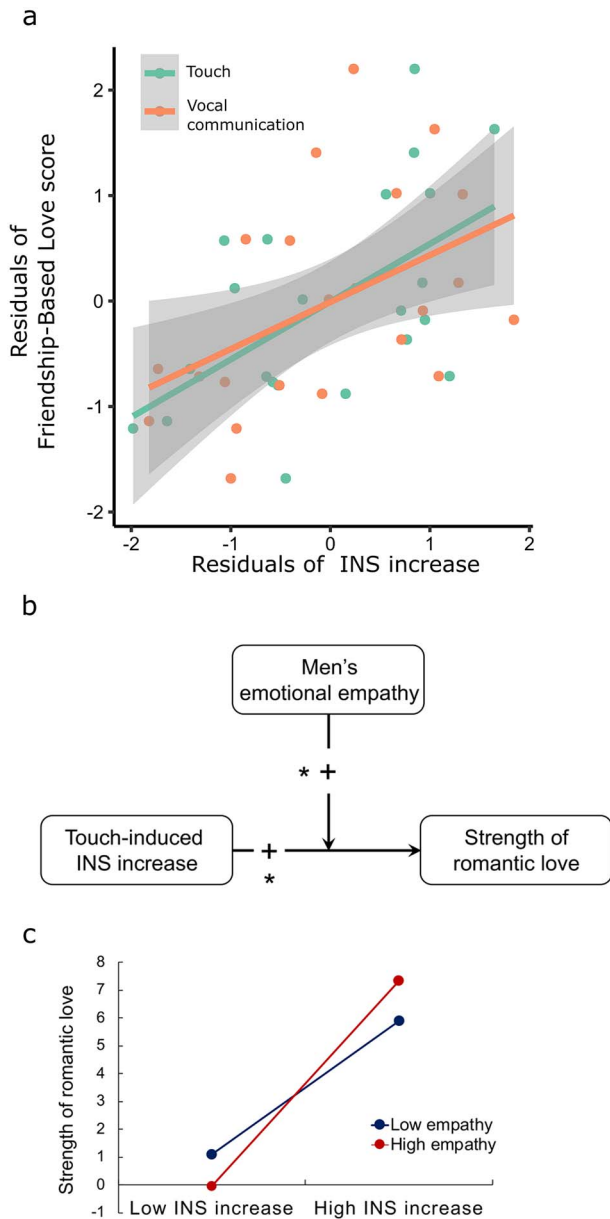 a
Touch
Vocal
communication
Residuals of
Friendship-Based Love score
2
1
0
-1
-2
-2
-1
0
1
2
Residuals of INS increase
b
Men's
emotional empathy
* +
Touch-induced
INS increase
+
*
Strength of
romantic love
c
Strength of romantic love
8
7
6
5
4
3
2
1
0
-1
Low empathy
High empathy
Low INS increase
High INS increase